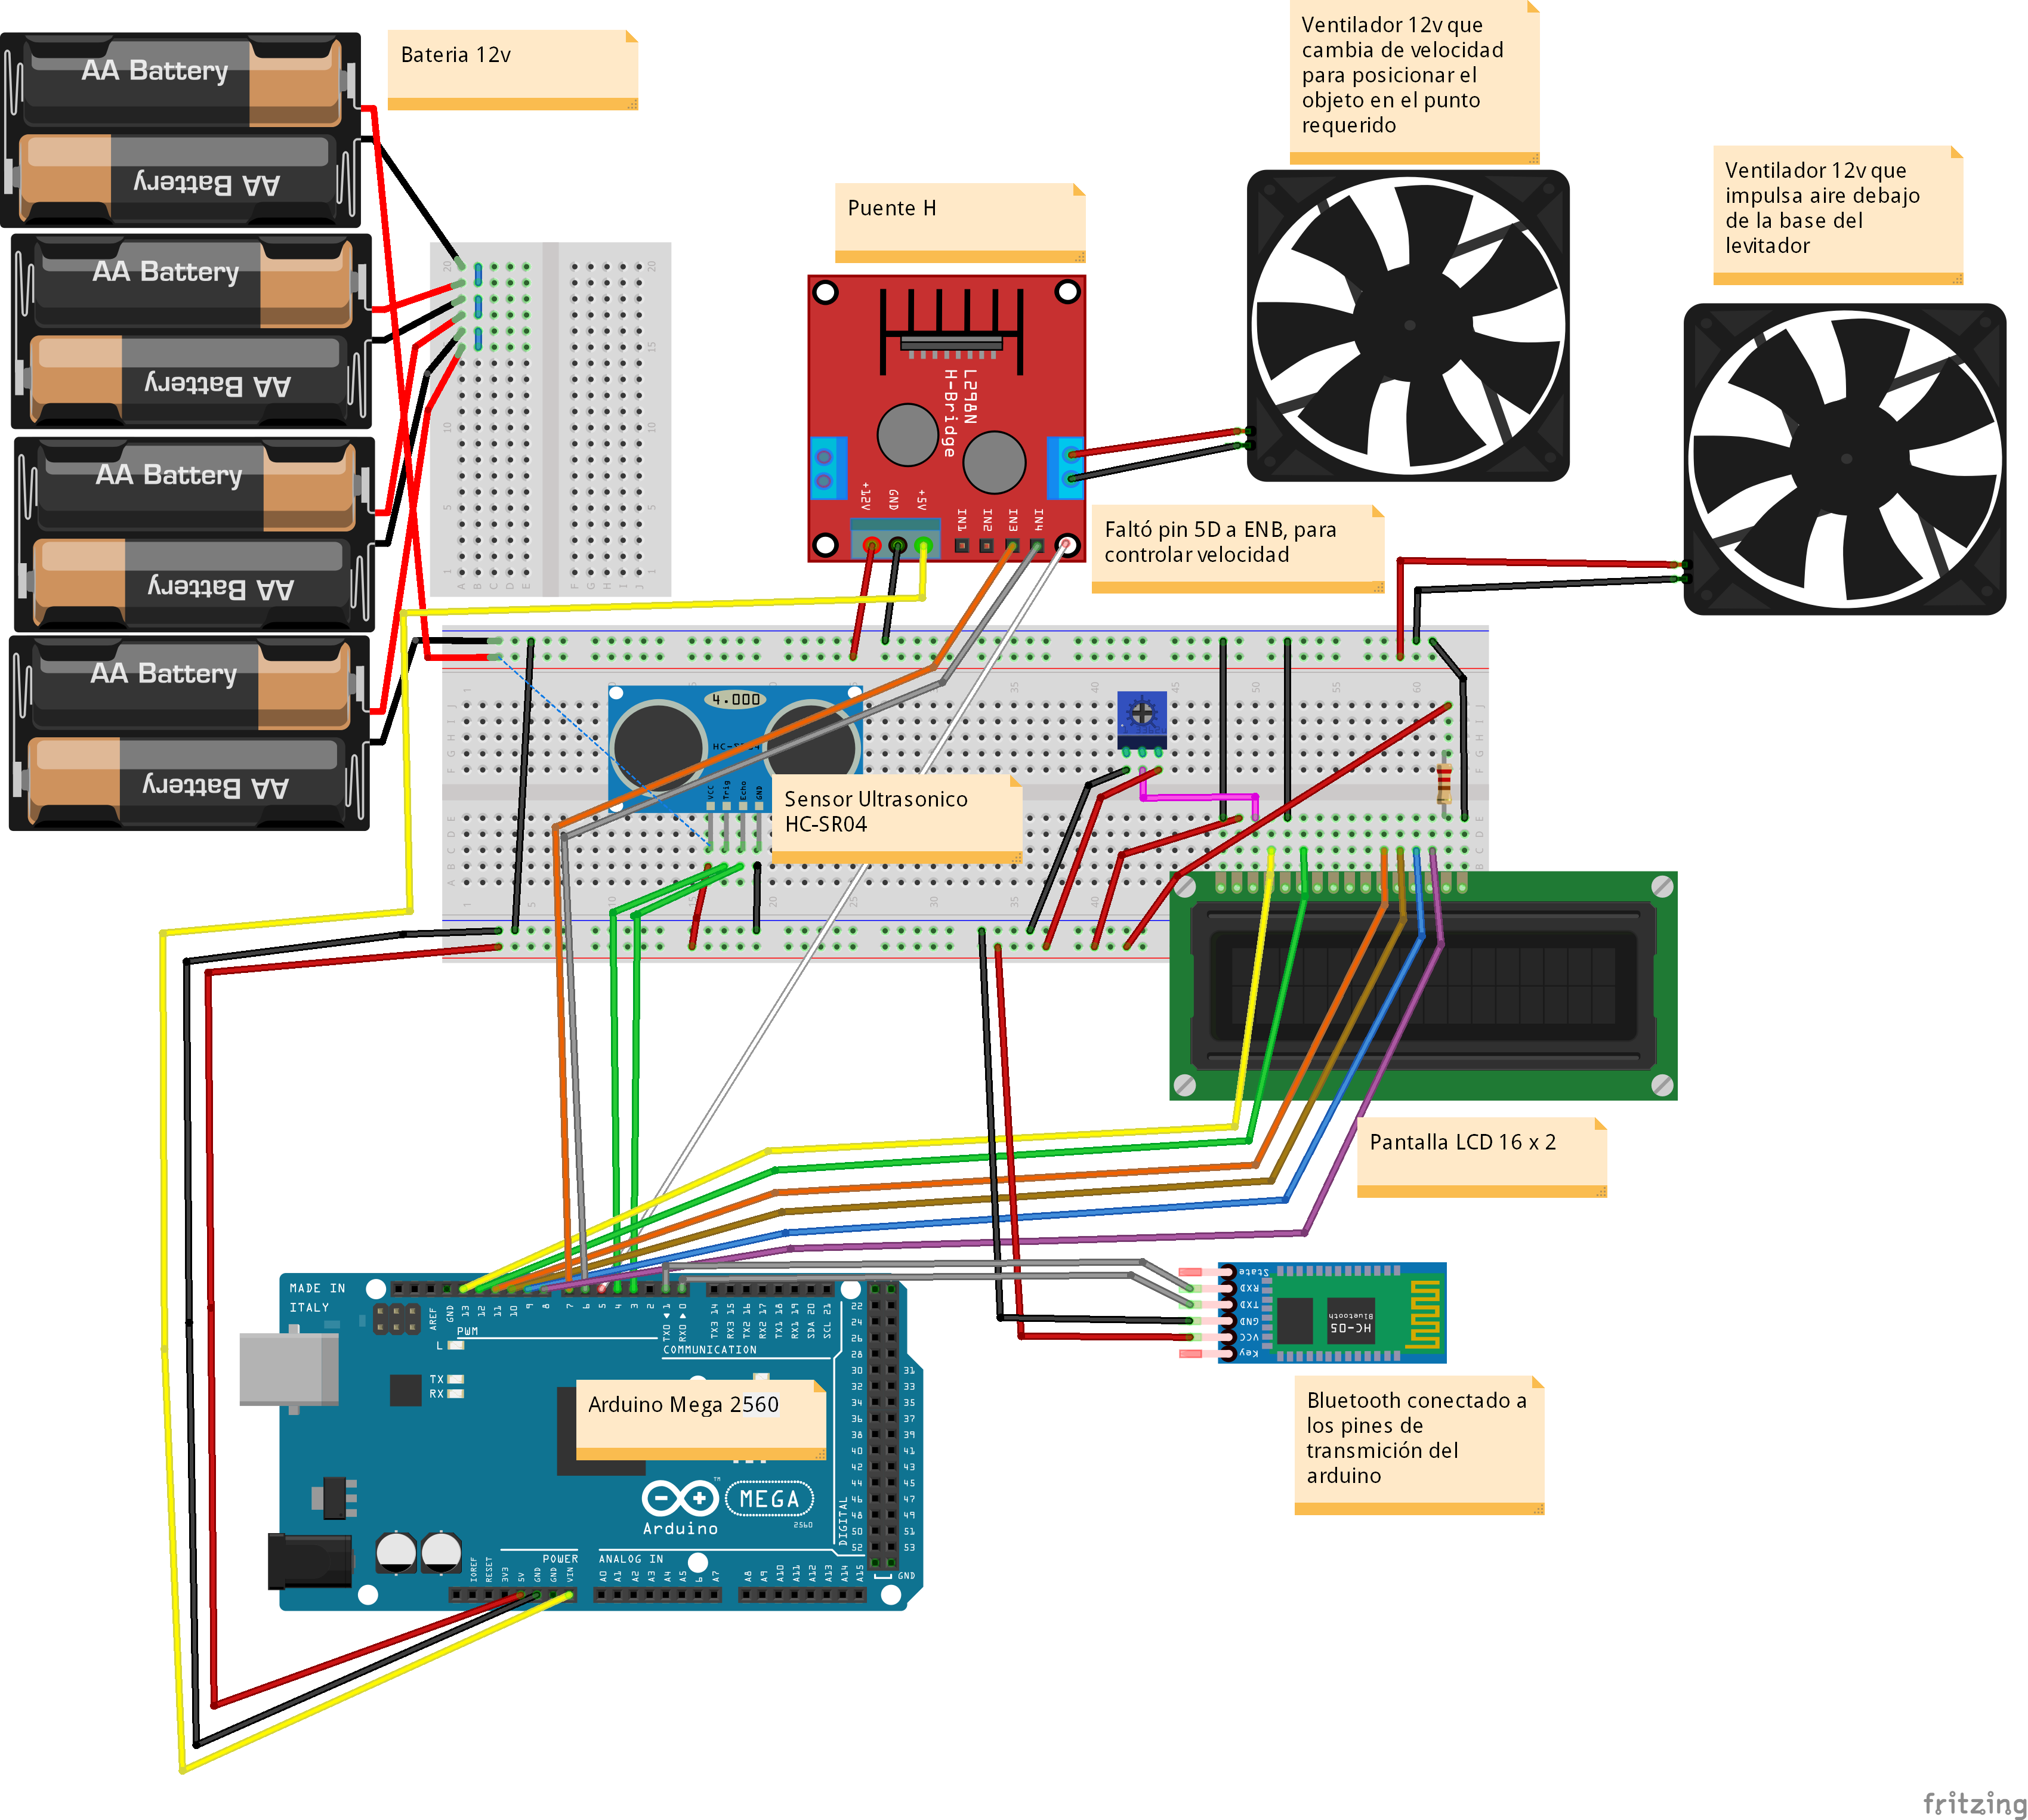 Bateria 12v
AA Battery
AA Battery
AA Battery
AA Battery
AA Battery
AA Battery
AA Battery
AA Battery
Ventilador 12v que
cambia de velocidad
para posicionar el
objeto en el punto
requerido
Ventilador 12v que
impulsa aire debajo
de la base del
levitador
Puente H
L298N
H-Bridge
+12V
GND
+5V
IN1
IN2
IN3
IN4
Faltó pin 5D a ENB, para
controlar velocidad
20
15
10
5
1
A B C D E F G H I J
4.000
HC-SR04
VCC
Trig
Echo
GND
Sensor Ultrasonico
HC-SR04
Pantalla LCD 16 x 2
State
RXD
TXD
GND
VCC
Key
HC-05
Bluetooth
Bluetooth conectado a
los pines de
transmición del
arduino
MADE IN
ITALY
AREF
GND
13
12
11
10
9
8
7
6
5
4
3
2
TX0 1
RX0 0
TX3 14
RX3 15
TX2 16
RX2 17
TX1 18
RX1 19
SDA 20
SCL 21
PWM
COMMUNICATION
L
TX
RX
Arduino Mega 2560
22
24
26
28
30 31
32 33
34 35
36 37
38 39
40 41
42 43
44 45
46 47
48 49
50 51
52 53
GND
DIGITAL
MEGA
2560
Arduino
TM
POWER
ANALOG IN
IOREF
RESET
3V3
5V
GND
GND
VIN
A0
A1
A2
A3
A4
A5
6
A7
A8
A9
A10
A11
A12
A13
A14
A15
fritzing